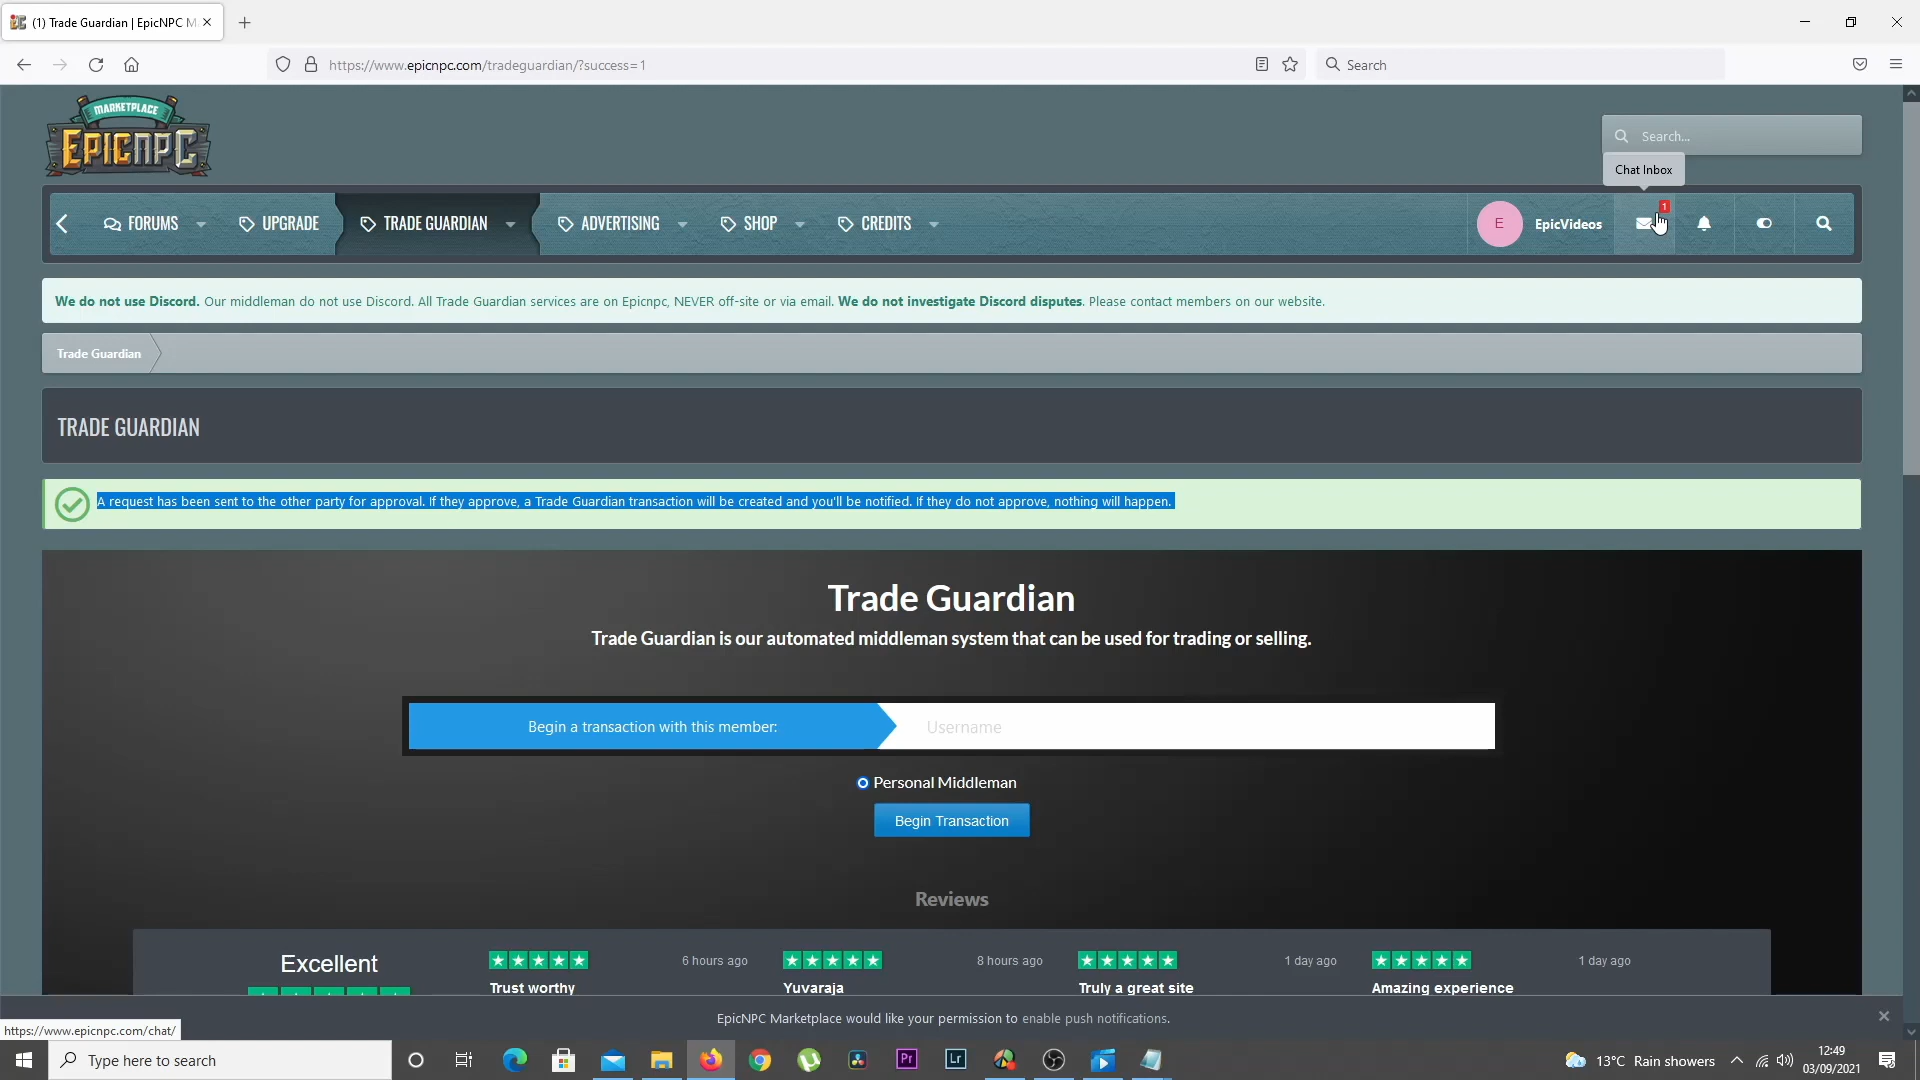 (1) Trade Guardian | EpicNPC M
https://www.epicnpc.com/tradeguardian/?success=1
Search
MARKETPLACE
EPICNPC
Search...
Chat Inbox
FORUMS
UPGRADE
TRADE GUARDIAN
ADVERTISING
SHOP
CREDITS
E
EpicVideos
1
We do not use Discord. Our middleman do not use Discord. All Trade Guardian services are on Epicnpc, NEVER off-site or via email. We do not investigate Discord disputes. Please contact members on our website.
Trade Guardian
TRADE GUARDIAN
A request has been sent to the other party for approval. If they approve, a Trade Guardian transaction will be created and you'll be notified. If they do not approve, nothing will happen.
Trade Guardian
Trade Guardian is our automated middleman system that can be used for trading or selling.
Begin a transaction with this member:
Username
Personal Middleman
Begin Transaction
Reviews
Excellent
6 hours ago
8 hours ago
1 day ago
1 day ago
Trust worthy
Yuvaraja
Truly a great site
Amazing experience
EpicNPC Marketplace would like your permission to enable push notifications.
https://www.epicnpc.com/chat/
Type here to search
Pr
Lr
13°C Rain showers
12:49
03/09/2021